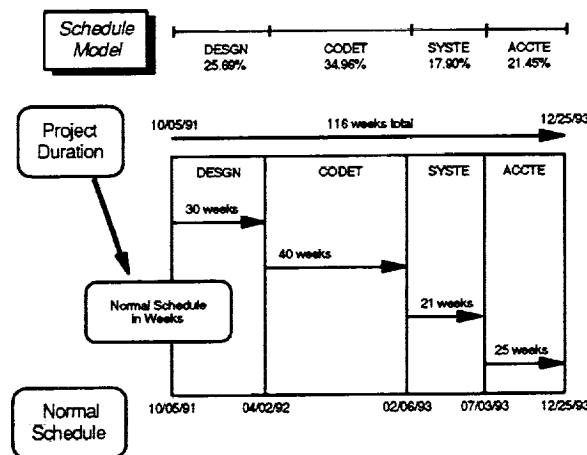 Schedule
Model
DESGN CODET SYSTE ACCTE
25.69% 34.96% 17.90% 21.45%
Project
Duration
10/05/91 116 weeks total 12/25/93
DESGN CODET SYSTE ACCTE
30 weeks
40 weeks
Normal Schedule
in Weeks
21 weeks
25 weeks
Normal
Schedule
10/05/91 04/02/92 02/06/93 07/03/93 12/25/93